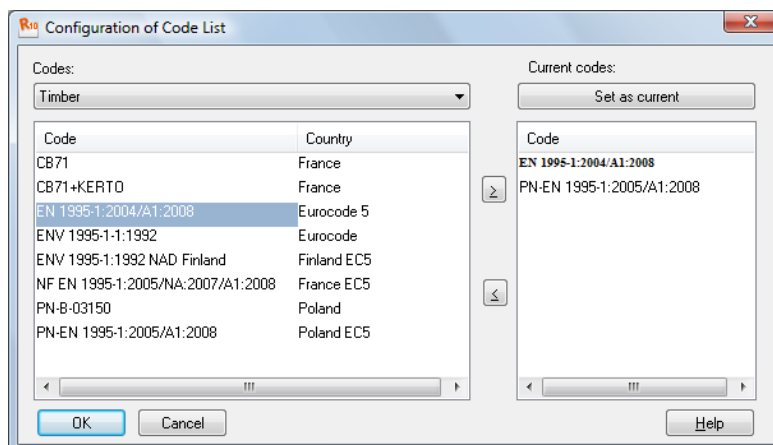 R10 Configuration of Code List
Codes: Current codes:
Timber Set as current
Code Country Code
CB71 France EN 1995-1:2004/A1:2008
CB71+KERTO France PN-EN 1995-1:2005/A1:2008
EN 1995-1:2004/A1:2008 Eurocode 5
ENV 1995-1-1:1992 Eurocode
ENV 1995-1:1992 NAD Finland Finland EC5
NF EN 1995-1:2005/NA:2007/A1:2008 France EC5
PN-B-03150 Poland
PN-EN 1995-1:2005/A1:2008 Poland EC5
OK Cancel Help